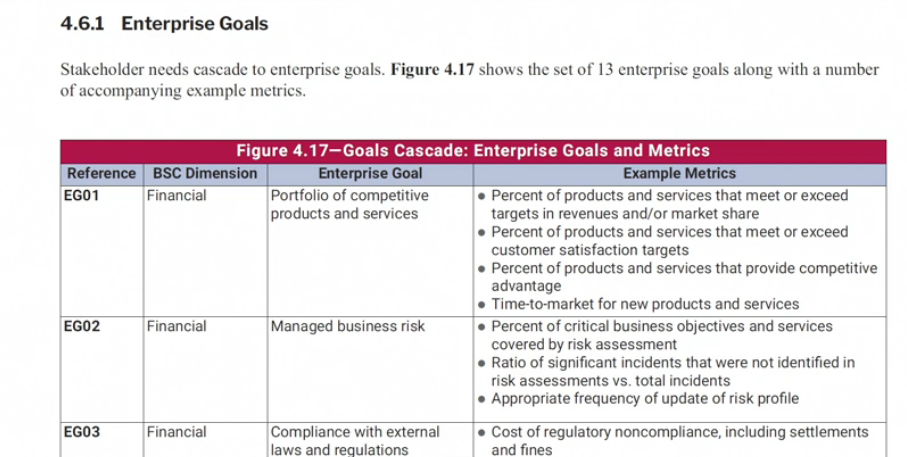 4.6.1 Enterprise Goals
Stakeholder needs cascade to enterprise goals. Figure 4.17 shows the set of 13 enterprise goals along with a number
of accompanying example metrics.
Figure 4.17—Goals Cascade: Enterprise Goals and Metrics
Reference BSC Dimension Enterprise Goal Example Metrics
EG01 Financial Portfolio of competitive
products and services
• Percent of products and services that meet or exceed
targets in revenues and/or market share
• Percent of products and services that meet or exceed
customer satisfaction targets
• Percent of products and services that provide competitive
advantage
• Time-to-market for new products and services
EG02 Financial Managed business risk
• Percent of critical business objectives and services
covered by risk assessment
• Ratio of significant incidents that were not identified in
risk assessments vs. total incidents
• Appropriate frequency of update of risk profile
EG03 Financial Compliance with external
laws and regulations
• Cost of regulatory noncompliance, including settlements
and fines